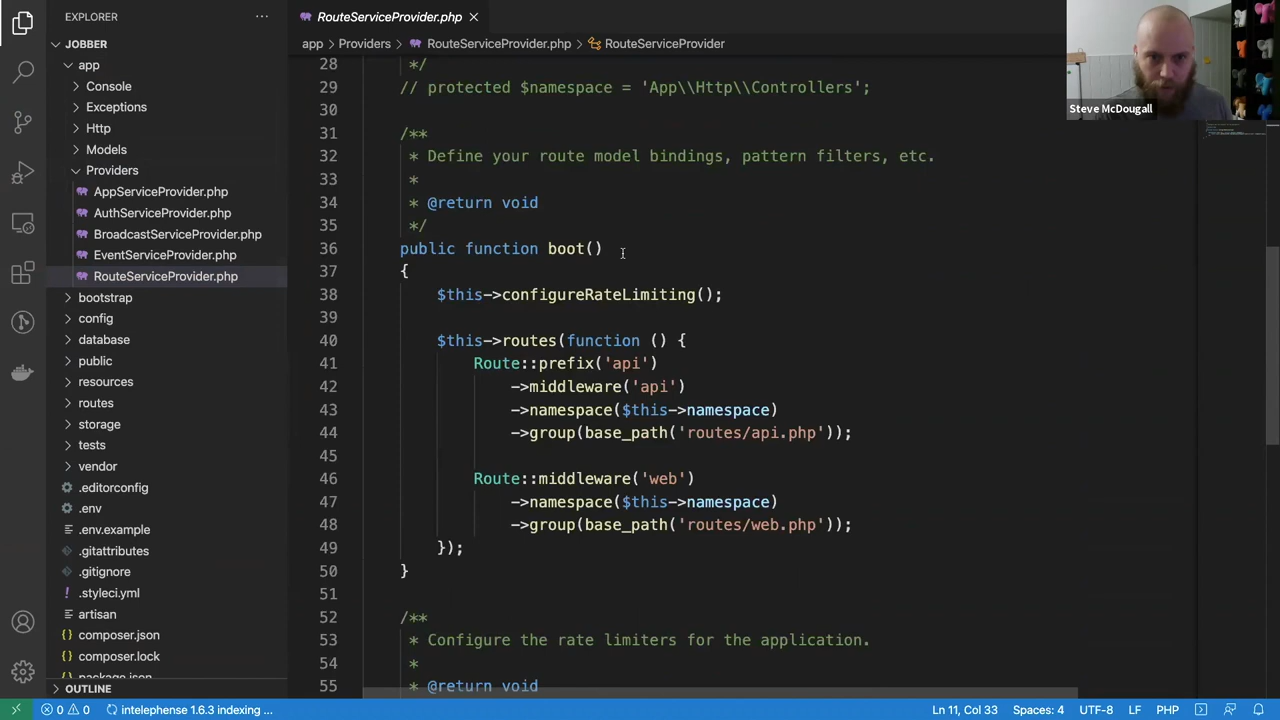 EXPLORER
JOBBER
app
Console
Exceptions
Http
Models
Providers
AppServiceProvider.php
AuthServiceProvider.php
BroadcastServiceProvider.php
EventServiceProvider.php
RouteServiceProvider.php
bootstrap
config
database
public
resources
routes
storage
tests
vendor
.editorconfig
.env
.env.example
.gitattributes
.gitignore
.styleci.yml
artisan
composer.json
composer.lock
package.json
OUTLINE
RouteServiceProvider.php
app > Providers > RouteServiceProvider.php > RouteServiceProvider
28 */
29 // protected $namespace = 'App\\Http\\Controllers';
30
31 /**
32 * Define your route model bindings, pattern filters, etc.
33 *
34 * @return void
35 */
36 public function boot()
37 {
38 $this->configureRateLimiting();
39
40 $this->routes(function () {
41 Route::prefix('api')
42 ->middleware('api')
43 ->namespace($this->namespace)
44 ->group(base_path('routes/api.php'));
45
46 Route::middleware('web')
47 ->namespace($this->namespace)
48 ->group(base_path('routes/web.php'));
49 });
50 }
51
52 /**
53 * Configure the rate limiters for the application.
54 *
55 * @return void
Steve McDougall
0 0 intelephense 1.6.3 indexing ... Ln 11, Col 33 Spaces: 4 UTF-8 LF PHP